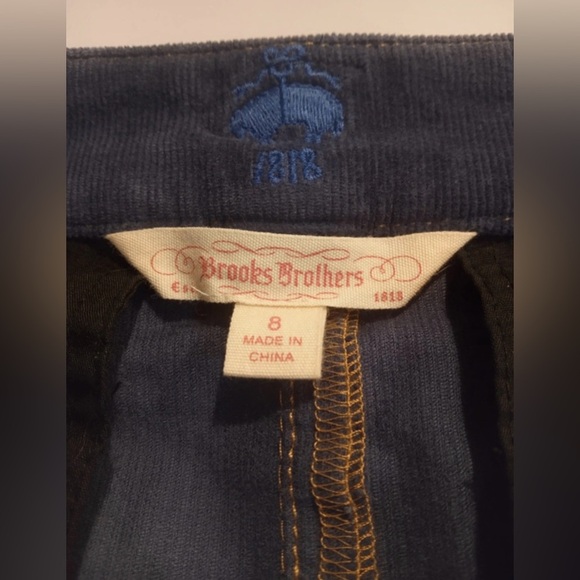 1818
Brooks Brothers
Est 1818
8
MADE IN
CHINA